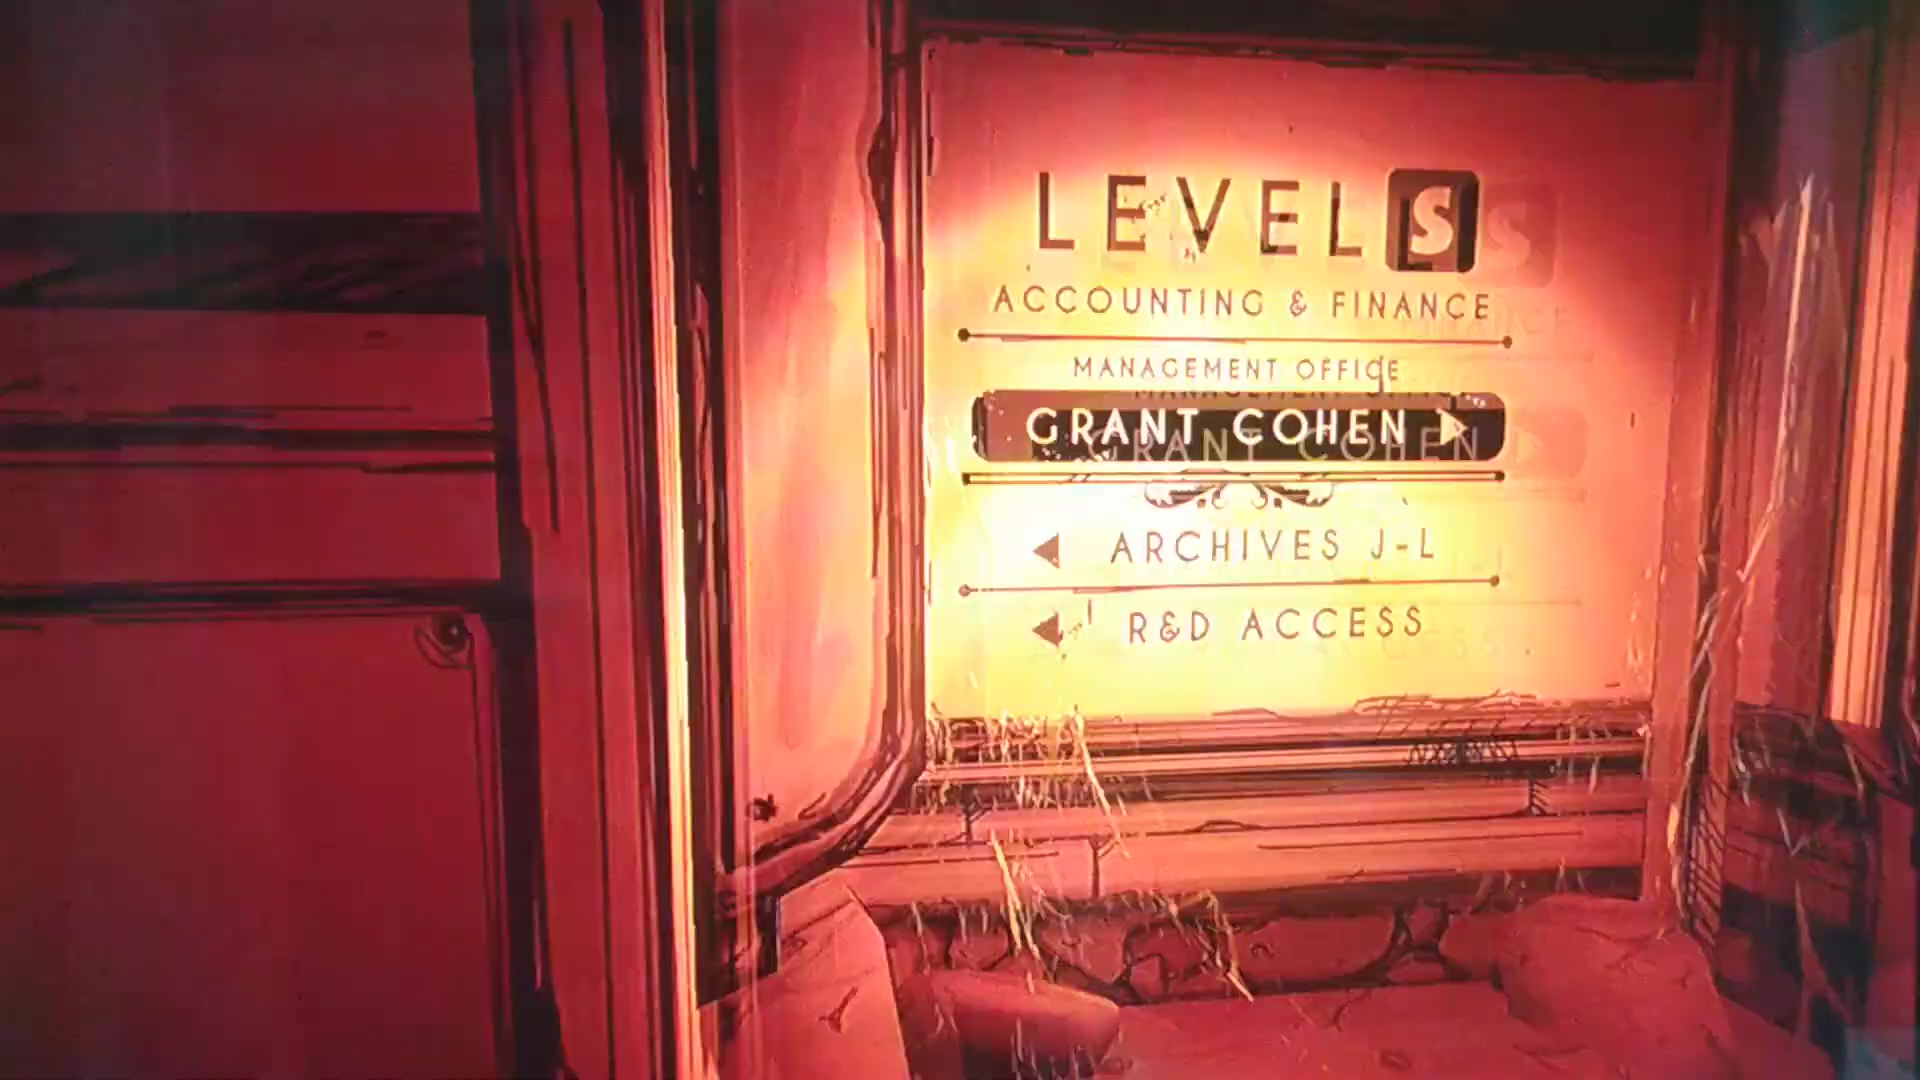 LEVEL S
ACCOUNTING & FINANCE
MANAGEMENT OFFICE
GRANT COHEN
ARCHIVES J-L
R&D ACCESS